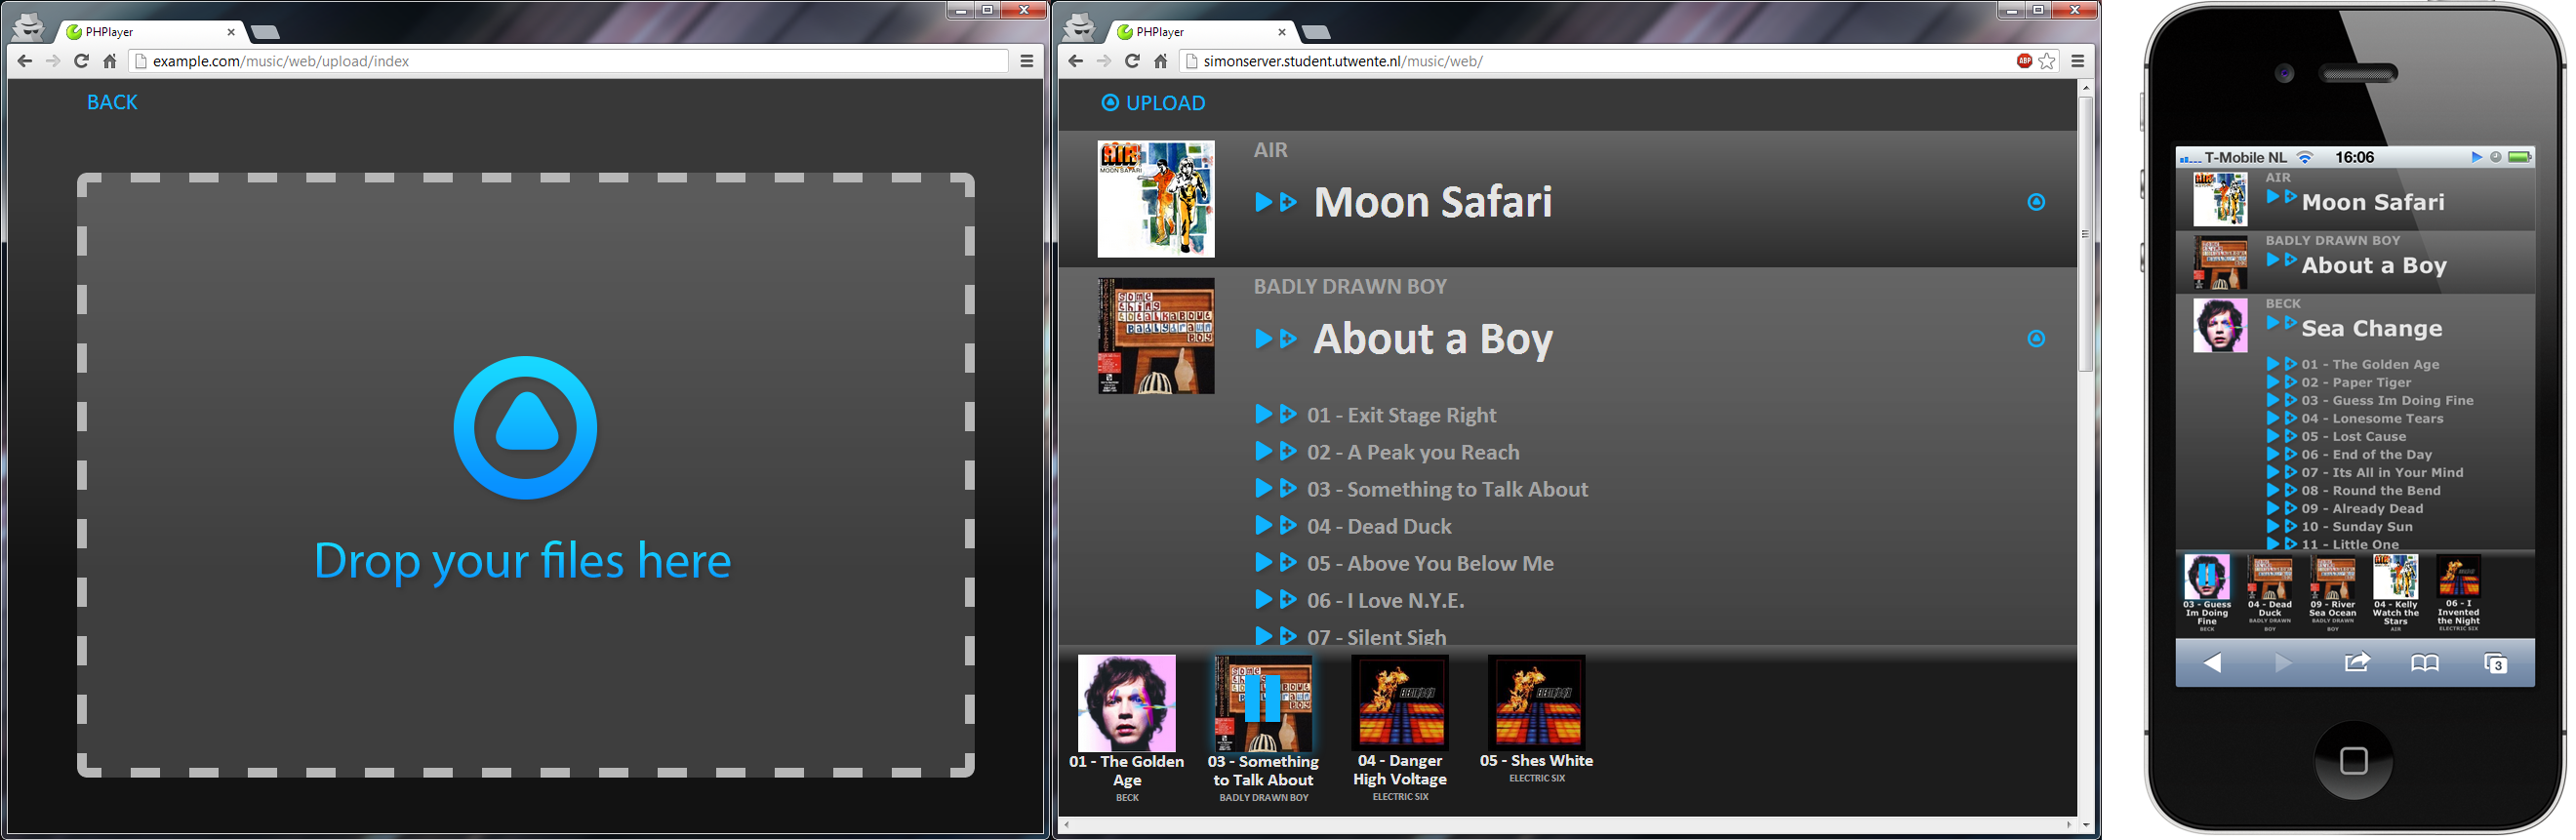 PHPlayer
example.com/music/web/upload/index
BACK
Drop your files here
PHPlayer
simonserver.student.utwente.nl/music/web/
ABP
UPLOAD
AIR
MOON SAFARI
AIR
Moon Safari
BADLY DRAWN BOY
About a Boy
01 - Exit Stage Right
02 - A Peak you Reach
03 - Something to Talk About
04 - Dead Duck
05 - Above You Below Me
06 - I Love N.Y.E.
07 - Silent Sigh
01 - The Golden
Age
BECK
03 - Something
to Talk About
BADLY DRAWN BOY
04 - Danger
High Voltage
ELECTRIC SIX
05 - Shes White
ELECTRIC SIX
T-Mobile NL
16:06
AIR
Moon Safari
BADLY DRAWN BOY
About a Boy
BECK
Sea Change
01 - The Golden Age
02 - Paper Tiger
03 - Guess Im Doing Fine
04 - Lonesome Tears
05 - Lost Cause
06 - End of the Day
07 - Its All in Your Mind
08 - Round the Bend
09 - Already Dead
10 - Sunday Sun
11 - Little One
03 - Guess
Im Doing
Fine
BECK
04 - Dead
Duck
BADLY DRAWN
BOY
09 - River
Sea Ocean
BADLY DRAWN
BOY
04 - Kelly
Watch the
Stars
AIR
06 - I
Invented
the Night
ELECTRIC SIX
3